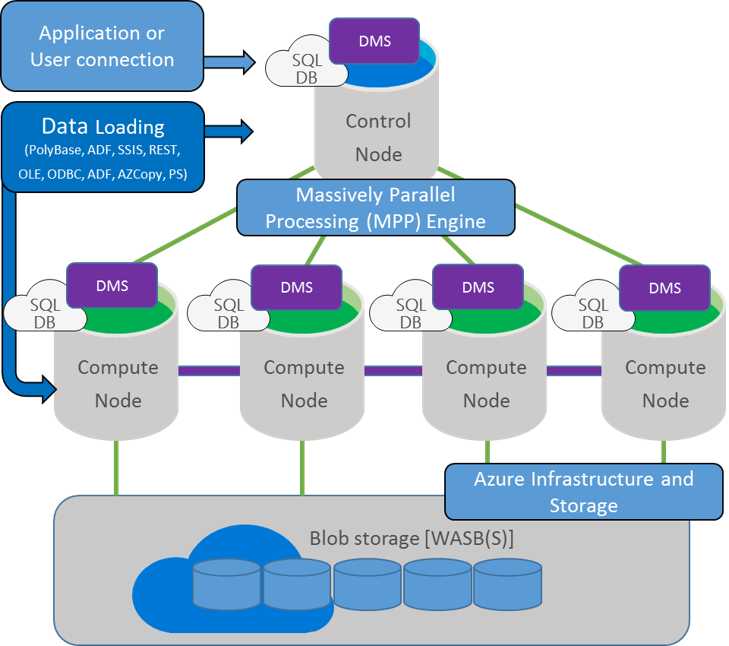 Application or
User connection
DMS
SQL
DB
Control
Node
Data Loading
(PolyBase, ADF, SSIS, REST,
OLE, ODBC, ADF, AZCopy, PS)
Massively Parallel
Processing (MPP) Engine
DMS
SQL
DB
Compute
Node
DMS
SQL
DB
Compute
Node
DMS
SQL
DB
Compute
Node
DMS
SQL
DB
Compute
Node
Azure Infrastructure and
Storage
Blob storage [WASB(S)]